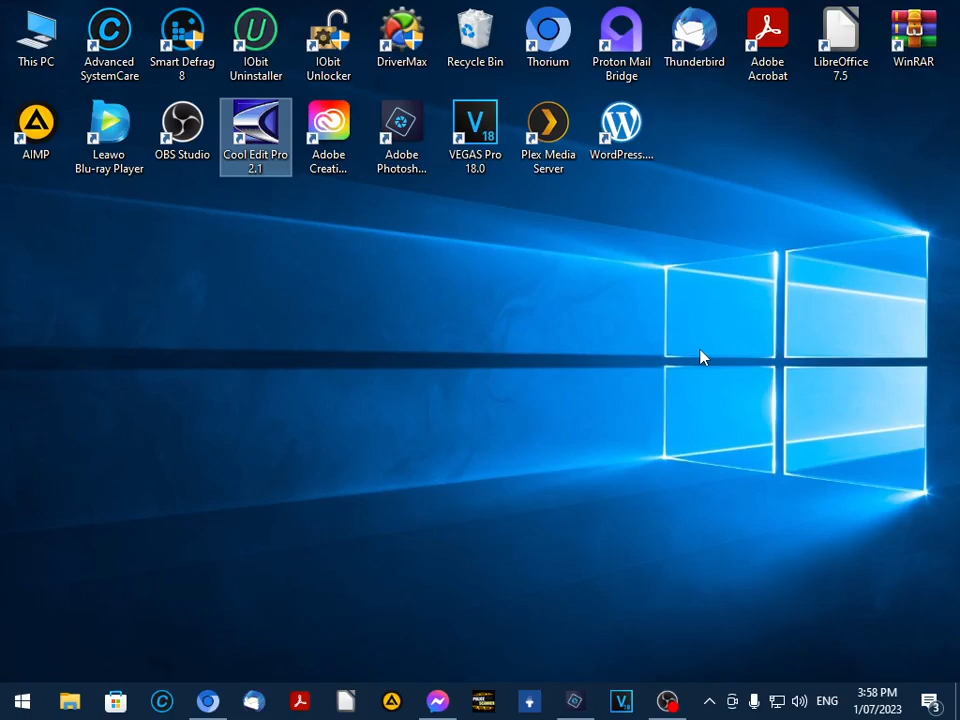 This PC
Advanced
SystemCare
Smart Defrag
8
IObit
Uninstaller
IObit
Unlocker
DriverMax
Recycle Bin
Thorium
Proton Mail
Bridge
Thunderbird
Adobe
Acrobat
LibreOffice
7.5
WinRAR
AIMP
Leawo
Blu-ray Player
OBS Studio
Cool Edit Pro
2.1
Adobe
Creati...
Adobe
Photosh...
VEGAS Pro
18.0
Plex Media
Server
WordPress....
ENG
3:58 PM
1/07/2023
3